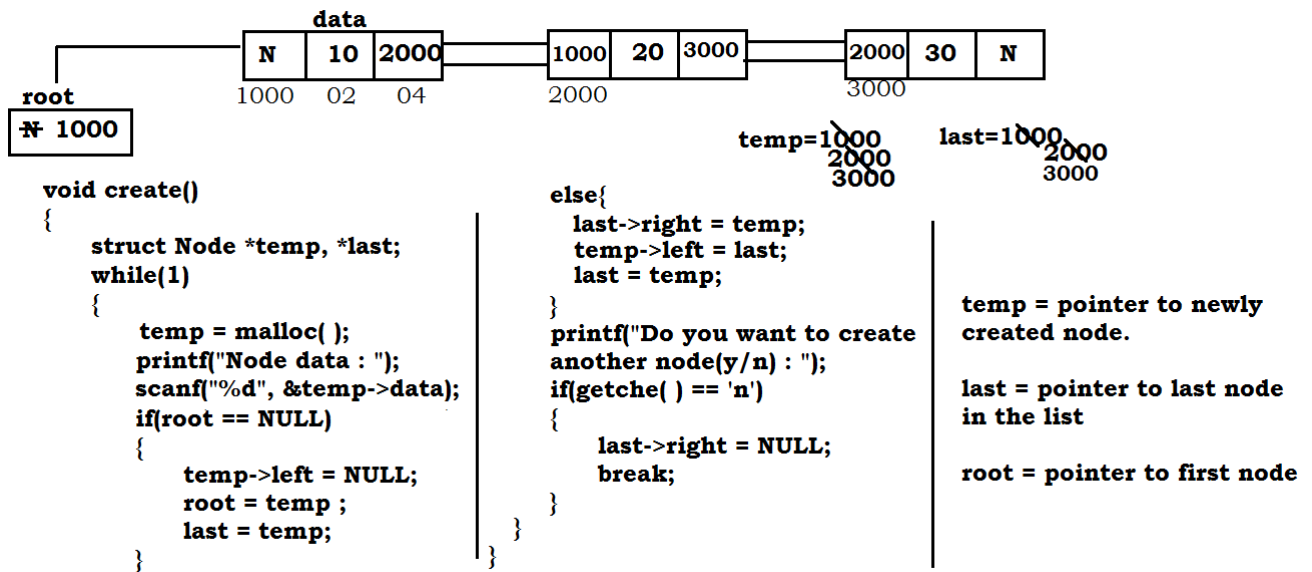 data
N 10 2000
1000 20 3000
2000 30 N
1000 02 04
2000
3000
root
N 1000
temp=1000
2000
3000
last=1000
2000
3000
void create()
{
struct Node *temp, *last;
while(1)
{
temp = malloc( );
printf("Node data : ");
scanf("%d", &temp->data);
if(root == NULL)
{
temp->left = NULL;
root = temp ;
last = temp;
}
else{
last->right = temp;
temp->left = last;
last = temp;
}
printf("Do you want to create
another node(y/n) : ");
if(getche( ) == 'n')
{
last->right = NULL;
break;
}
}
}
temp = pointer to newly
created node.
last = pointer to last node
in the list
root = pointer to first node